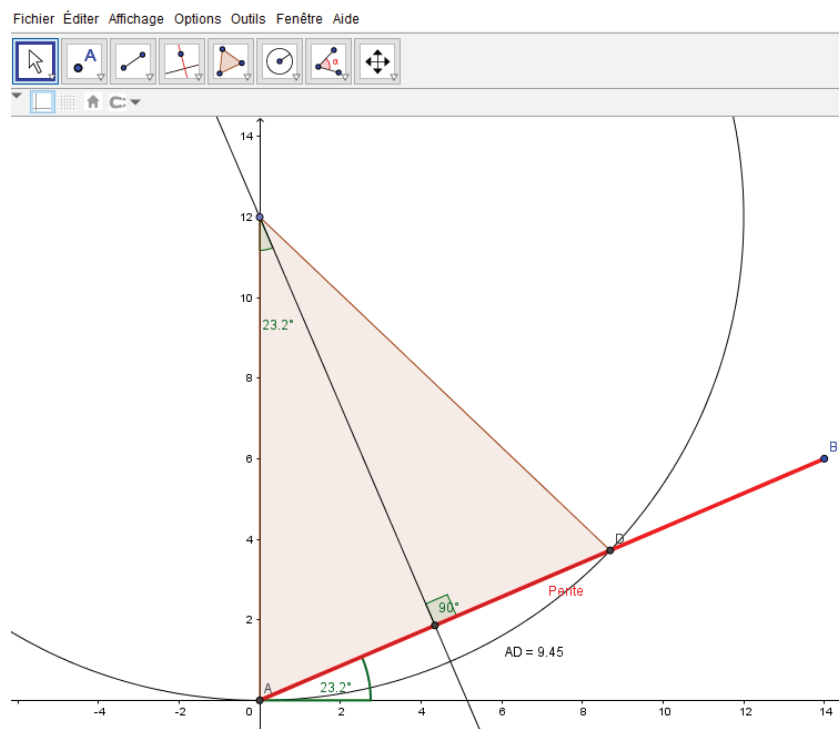 Fichier Éditer Affichage Options Outils Fenêtre Aide
A
α
14
12
23.2°
10
8
6
B
4
D
Pente
90°
2
AD = 9.45
A
23.2°
-4 -2 0 2 4 6 8 10 12 14